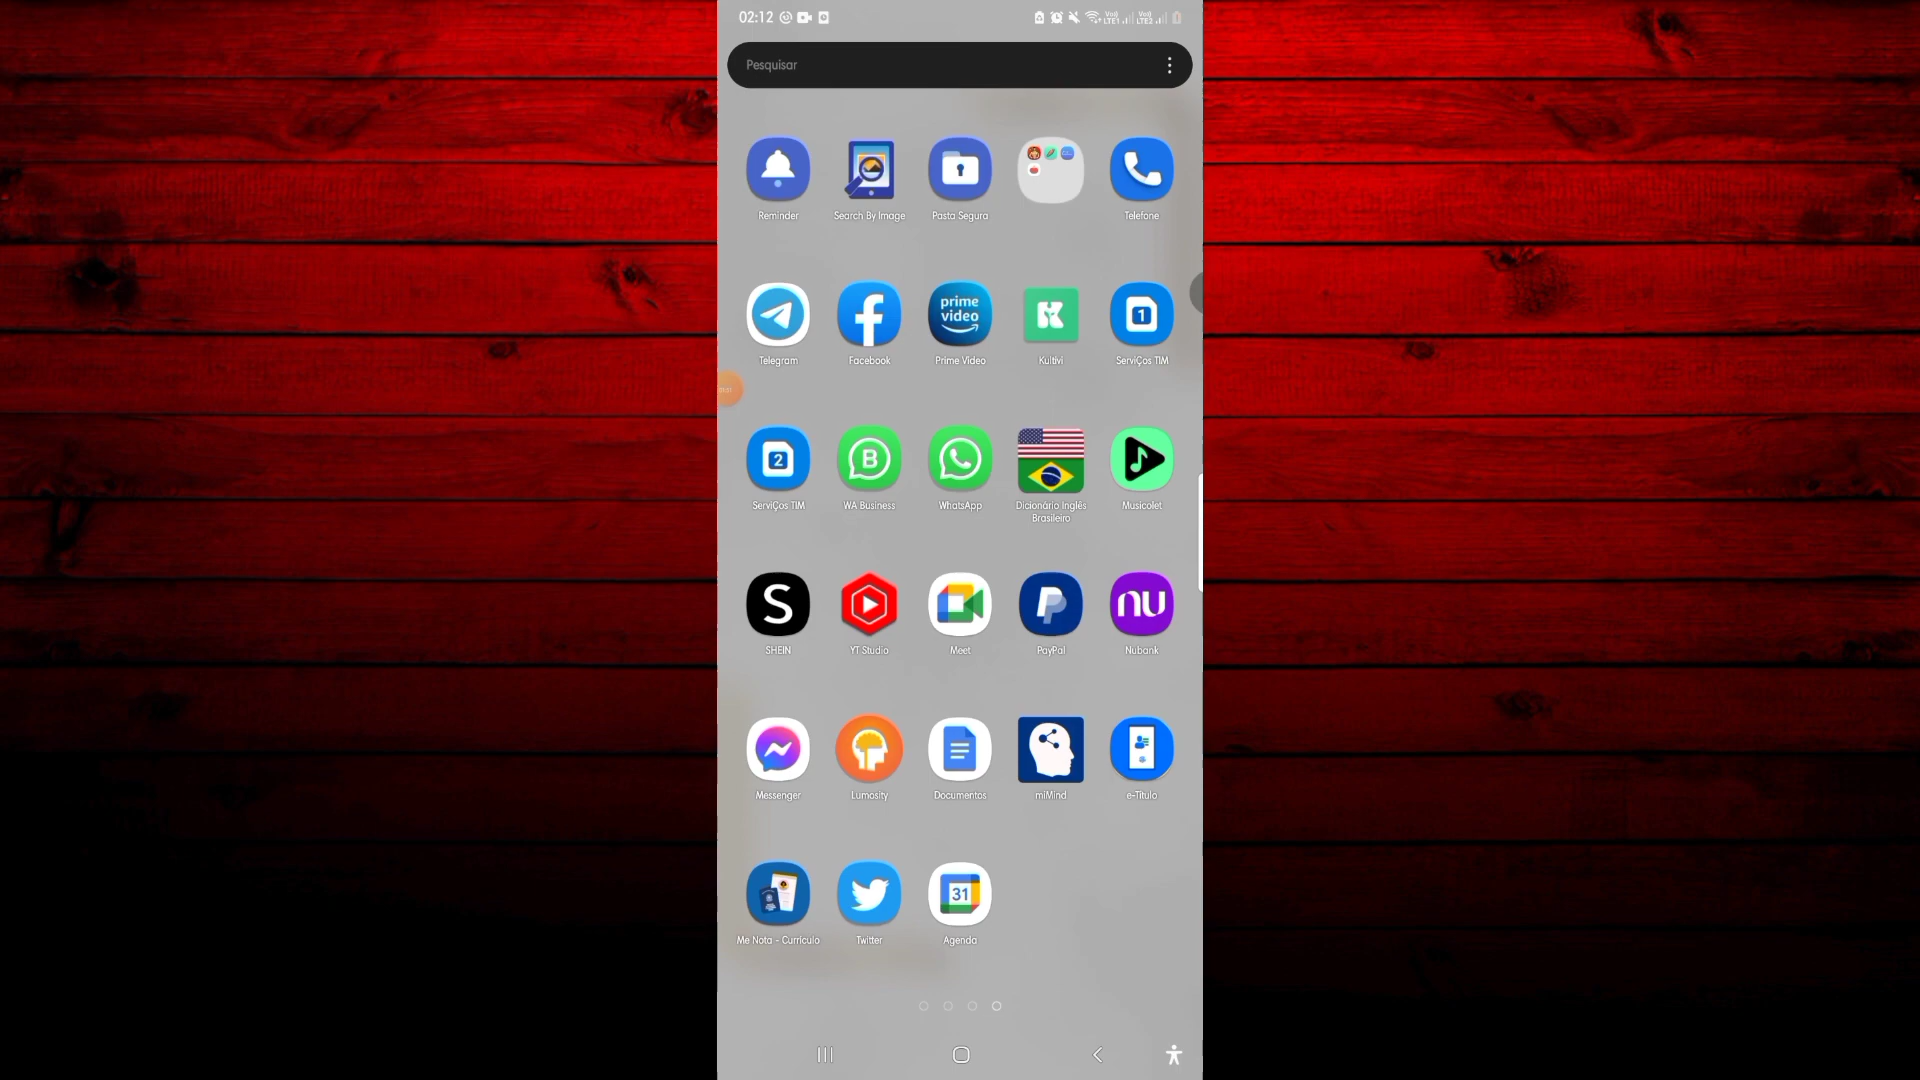 02:12
Pesquisar
Reminder
Search By Image
Pasta Segura
Telefone
prime
video
1
Telegram
Facebook
Prime Video
Kultivi
ServiÇos TIM
2
B
ServiÇos TIM
WA Business
WhatsApp
Dicionário Inglês
Brasileiro
Musicolet
S
nu
SHEIN
YT Studio
Meet
PayPal
Nubank
Messenger
Lumosity
Documentos
miMind
e-Título
31
Me Nota - Currículo
Twitter
Agenda